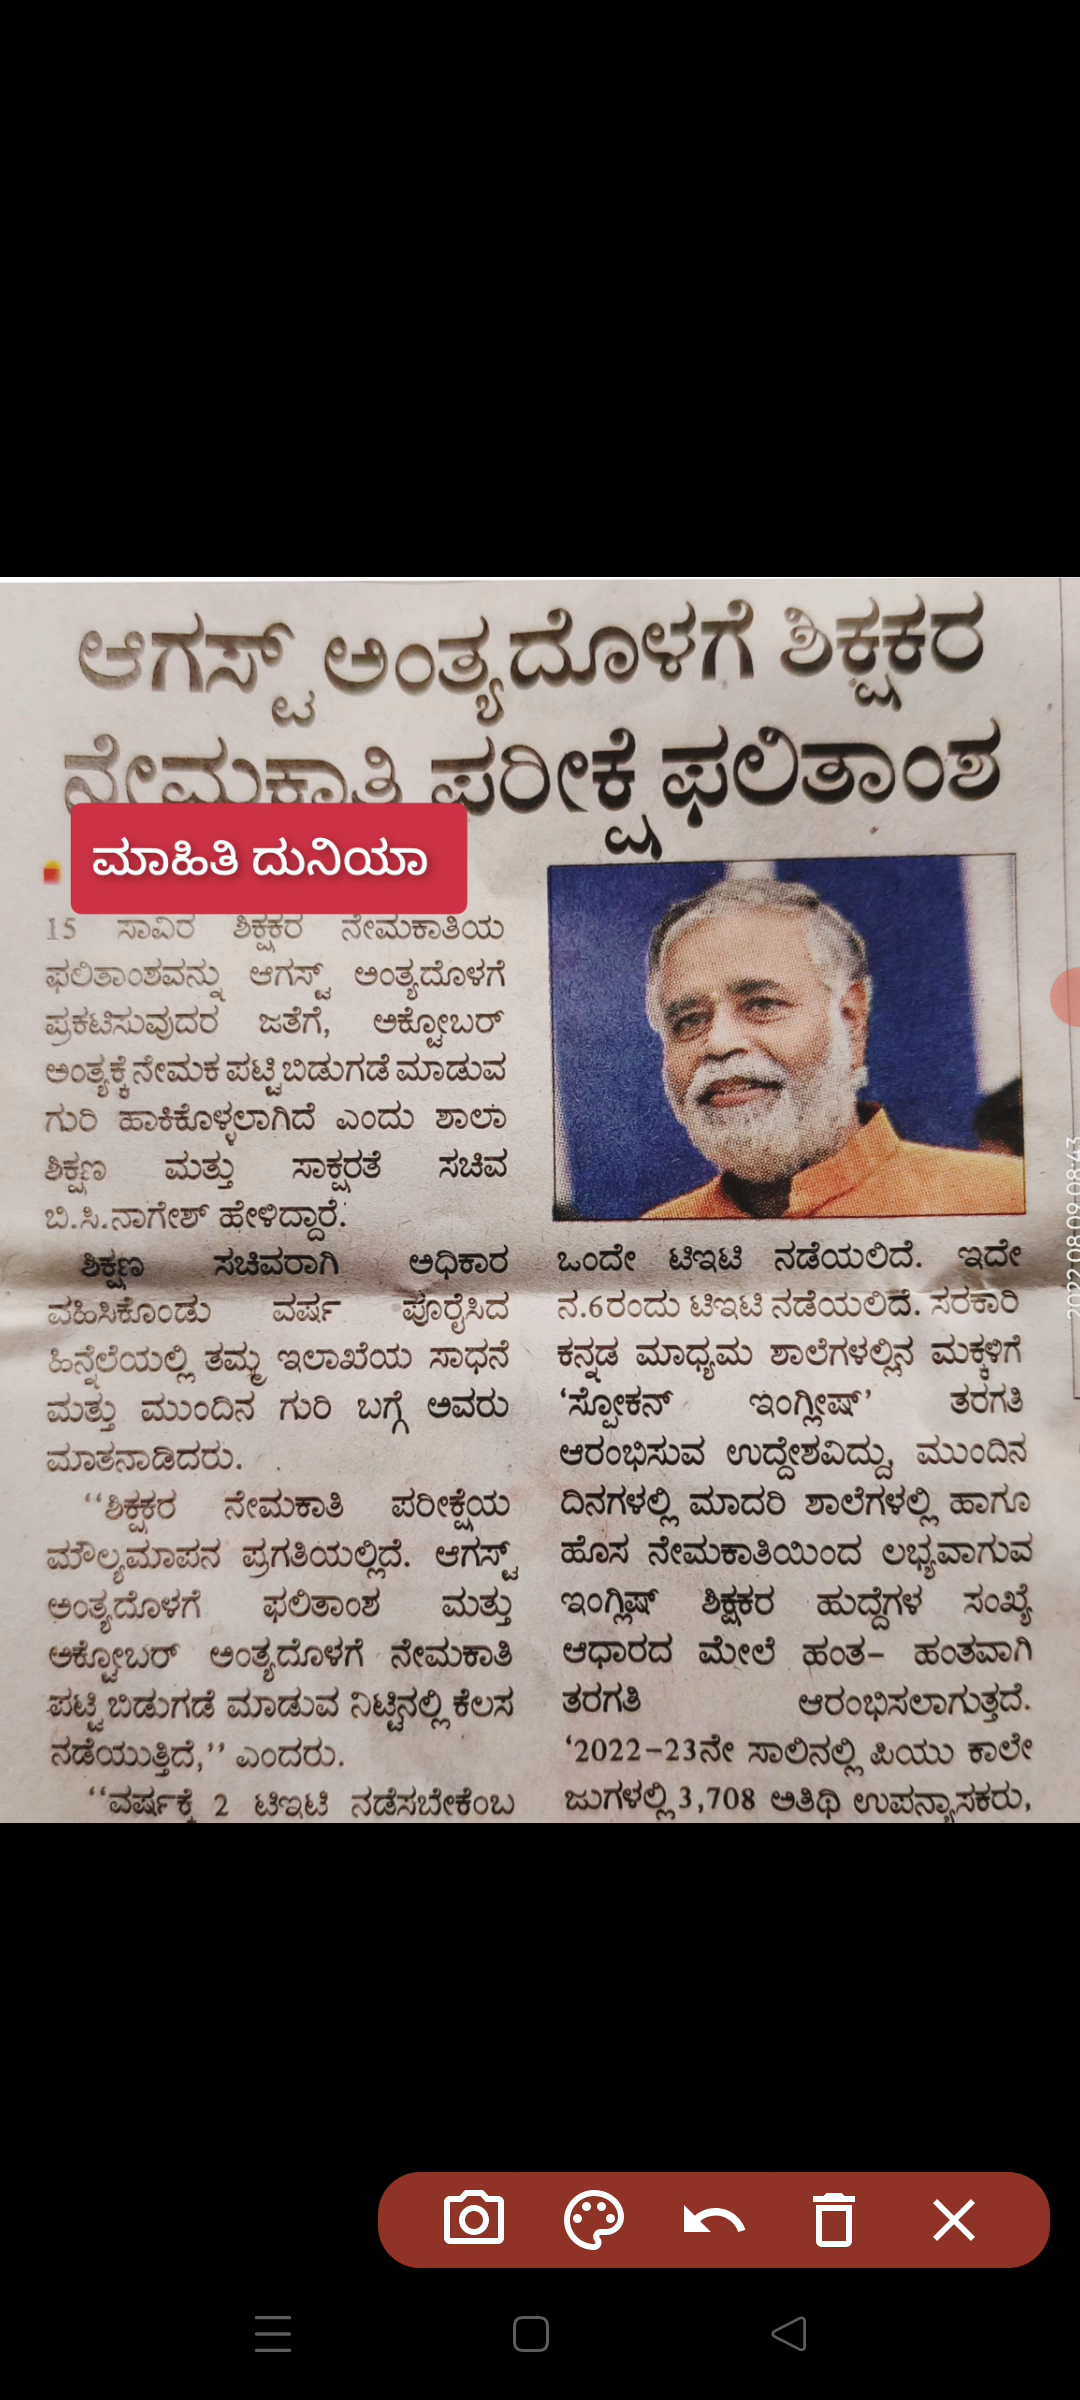 ಆಗಸ್ಟ್ ಅಂತ್ಯದೊಳಗೆ ಶಿಕ್ಷಕರ
ನೇಮಕಾತಿ ಪರೀಕ್ಷೆ ಫಲಿತಾಂಶ
ಮಾಹಿತಿ ದುನಿಯಾ
15 ಸಾವಿರ ಶಿಕ್ಷಕರ ನೇಮಕಾತಿಯ
ಫಲಿತಾಂಶವನ್ನು ಆಗಸ್ಟ್ ಅಂತ್ಯದೊಳಗೆ
ಪ್ರಕಟಿಸುವುದರ ಜತೆಗೆ, ಅಕ್ಟೋಬರ್
ಅಂತ್ಯಕ್ಕೆ ನೇಮಕ ಪಟ್ಟಿ ಬಿಡುಗಡೆ ಮಾಡುವ
ಗುರಿ ಹಾಕಿಕೊಳ್ಳಲಾಗಿದೆ ಎಂದು ಶಾಲಾ
ಶಿಕ್ಷಣ ಮತ್ತು ಸಾಕ್ಷರತೆ ಸಚಿವ
ಬಿ.ಸಿ.ನಾಗೇಶ್ ಹೇಳಿದ್ದಾರೆ.
ಶಿಕ್ಷಣ ಸಚಿವರಾಗಿ ಅಧಿಕಾರ
ವಹಿಸಿಕೊಂಡು ವರ್ಷ ಪೂರೈಸಿದ
ಹಿನ್ನೆಲೆಯಲ್ಲಿ ತಮ್ಮ ಇಲಾಖೆಯ ಸಾಧನೆ
ಮತ್ತು ಮುಂದಿನ ಗುರಿ ಬಗ್ಗೆ ಅವರು
ಮಾತನಾಡಿದರು.
‘‘ಶಿಕ್ಷಕರ ನೇಮಕಾತಿ ಪರೀಕ್ಷೆಯ
ಮೌಲ್ಯಮಾಪನ ಪ್ರಗತಿಯಲ್ಲಿದೆ. ಆಗಸ್ಟ್
ಅಂತ್ಯದೊಳಗೆ ಫಲಿತಾಂಶ ಮತ್ತು
ಅಕ್ಟೋಬರ್ ಅಂತ್ಯದೊಳಗೆ ನೇಮಕಾತಿ
ಪಟ್ಟಿ ಬಿಡುಗಡೆ ಮಾಡುವ ನಿಟ್ಟಿನಲ್ಲಿ ಕೆಲಸ
ನಡೆಯುತ್ತಿದೆ,’’ ಎಂದರು.
‘‘ವರ್ಷಕ್ಕೆ 2 ಟಿಇಟಿ ನಡೆಸಬೇಕೆಂಬ
ಒಂದೇ ಟಿಇಟಿ ನಡೆಯಲಿದೆ. ಇದೇ
ನ.6ರಂದು ಟಿಇಟಿ ನಡೆಯಲಿದೆ. ಸರಕಾರಿ
ಕನ್ನಡ ಮಾಧ್ಯಮ ಶಾಲೆಗಳಲ್ಲಿನ ಮಕ್ಕಳಿಗೆ
‘ಸ್ಪೋಕನ್ ಇಂಗ್ಲೀಷ್’ ತರಗತಿ
ಆರಂಭಿಸುವ ಉದ್ದೇಶವಿದ್ದು, ಮುಂದಿನ
ದಿನಗಳಲ್ಲಿ ಮಾದರಿ ಶಾಲೆಗಳಲ್ಲಿ ಹಾಗೂ
ಹೊಸ ನೇಮಕಾತಿಯಿಂದ ಲಭ್ಯವಾಗುವ
ಇಂಗ್ಲಿಷ್ ಶಿಕ್ಷಕರ ಹುದ್ದೆಗಳ ಸಂಖ್ಯೆ
ಆಧಾರದ ಮೇಲೆ ಹಂತ– ಹಂತವಾಗಿ
ತರಗತಿ ಆರಂಭಿಸಲಾಗುತ್ತದೆ.
‘2022–23ನೇ ಸಾಲಿನಲ್ಲಿ ಪಿಯು ಕಾಲೇ
ಜುಗಳಲ್ಲಿ 3,708 ಅತಿಥಿ ಉಪನ್ಯಾಸಕರು,
2022.08.09 08:43